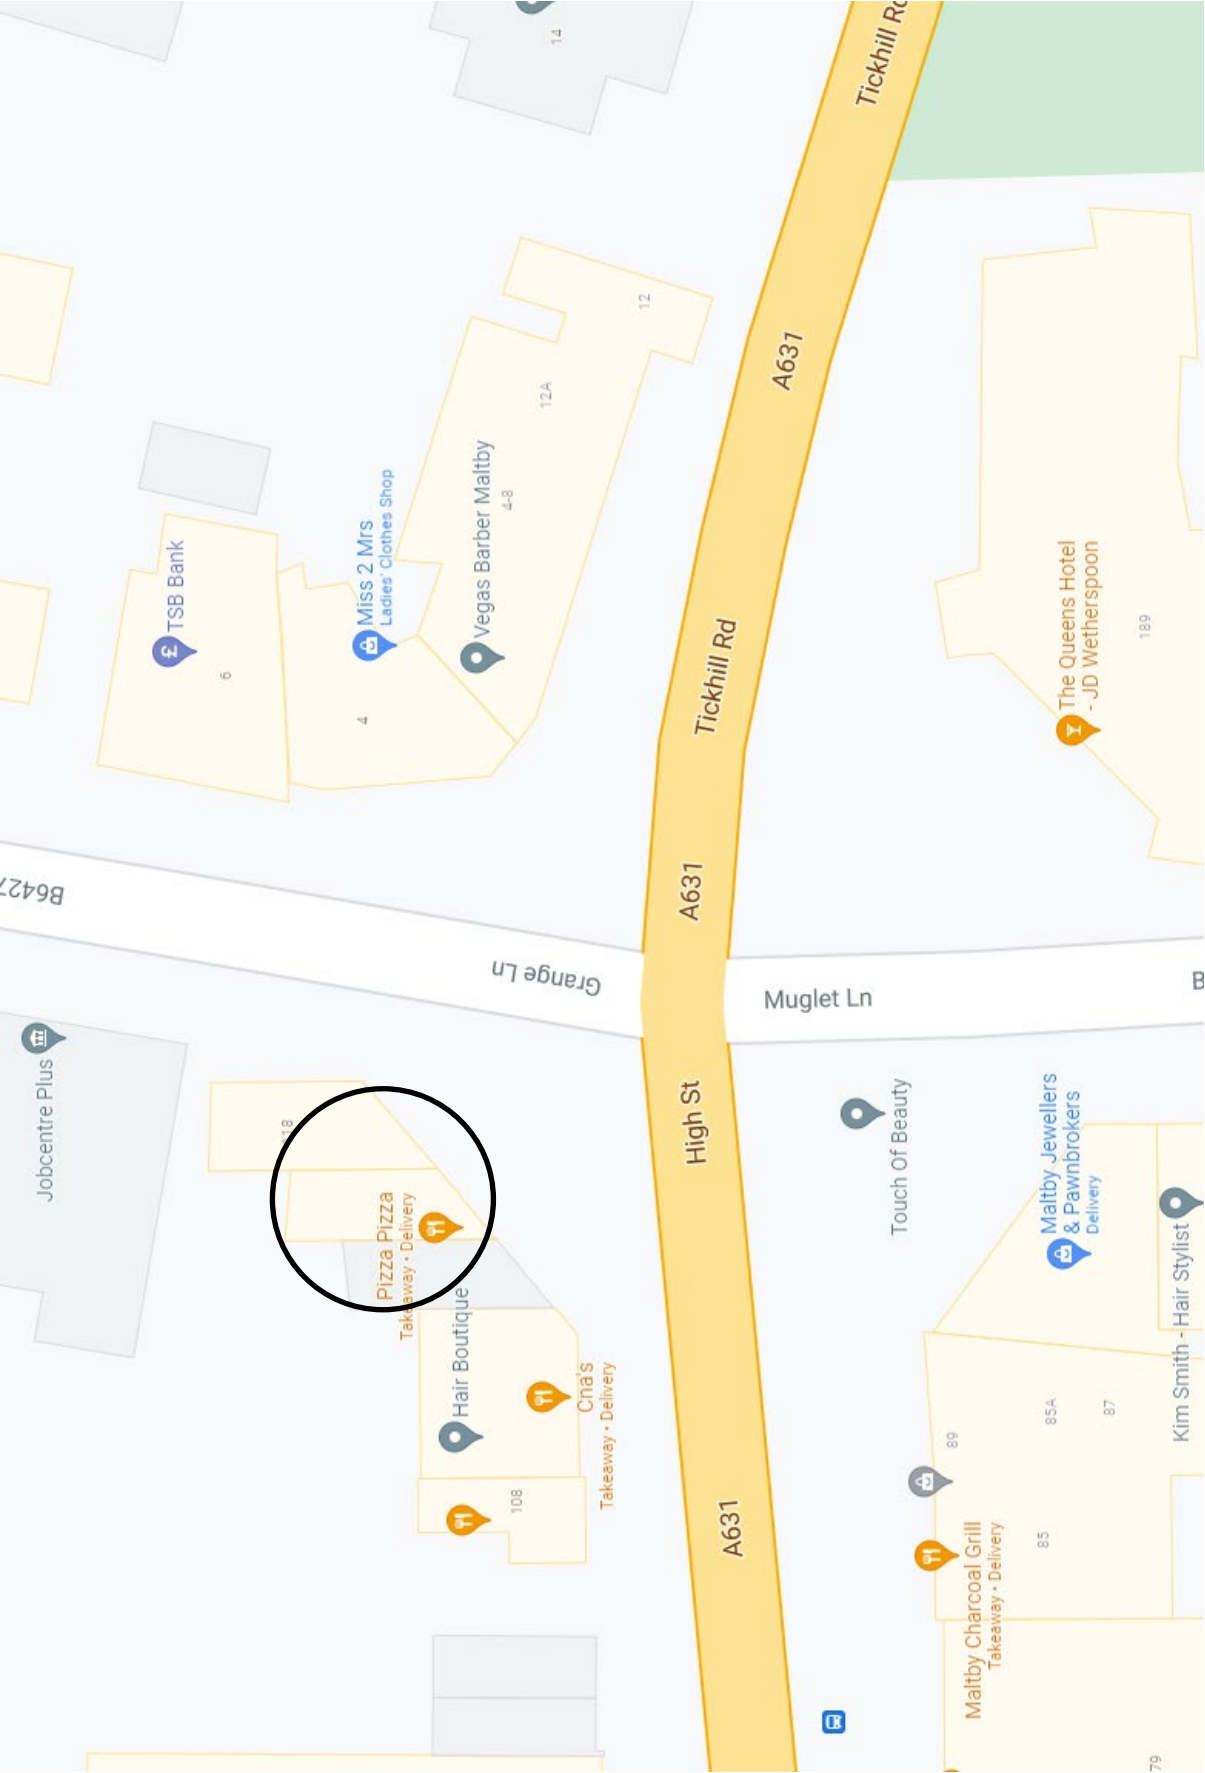 14
Tickhill Rd
12
A631
12A
Vegas Barber Maltby
4-8
Miss 2 Mrs
Ladies' Clothes Shop
TSB Bank
6
4
Tickhill Rd
The Queens Hotel
- JD Wetherspoon
189
A631
B6427
Grange Ln
Muglet Ln
B
Jobcentre Plus
High St
Touch Of Beauty
Maltby Jewellers
& Pawnbrokers
Delivery
Pizza Pizza
Takeaway • Delivery
Hair Boutique
Cna's
Takeaway • Delivery
Kim Smith - Hair Stylist
85A
87
89
108
85
A631
Maltby Charcoal Grill
Takeaway • Delivery
79